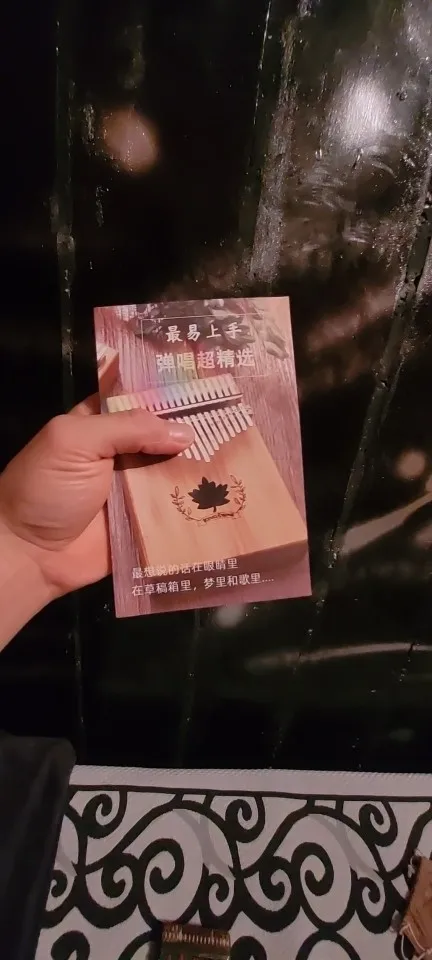 最易上手
弹唱超精选
最想说的话在眼睛里
在草稿箱里，梦里和歌里....